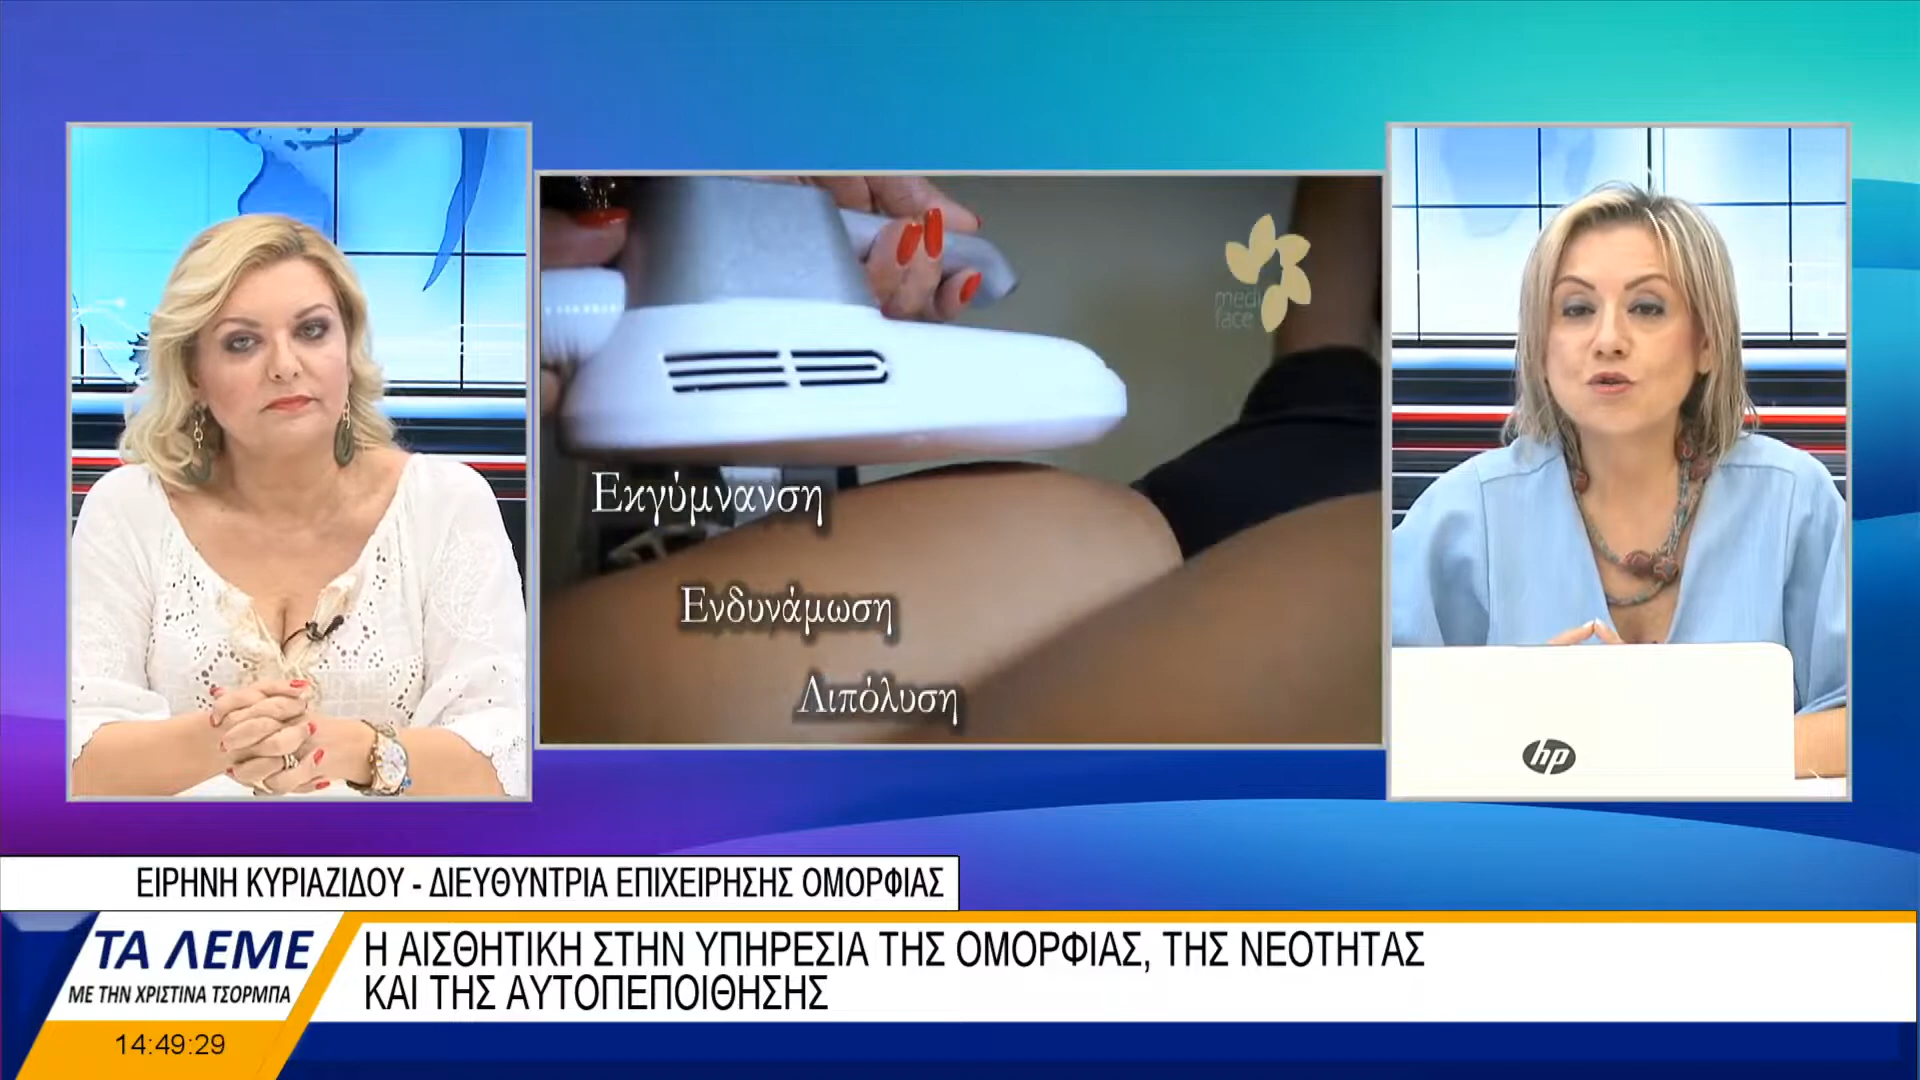 medi
face
Εκγύμνανση
Ενδυνάμωση
Λιπόλυση
hp
ΕΙΡΗΝΗ ΚΥΡΙΑΖΙΔΟΥ - ΔΙΕΥΘΥΝΤΡΙΑ ΕΠΙΧΕΙΡΗΣΗΣ ΟΜΟΡΦΙΑΣ
ΤΑ ΛΕΜΕ
ΜΕ ΤΗΝ ΧΡΙΣΤΙΝΑ ΤΣΟΡΜΠΑ
Η ΑΙΣΘΗΤΙΚΗ ΣΤΗΝ ΥΠΗΡΕΣΙΑ ΤΗΣ ΟΜΟΡΦΙΑΣ, ΤΗΣ ΝΕΟΤΗΤΑΣ
ΚΑΙ ΤΗΣ ΑΥΤΟΠΕΠΟΙΘΗΣΗΣ
14:49:29